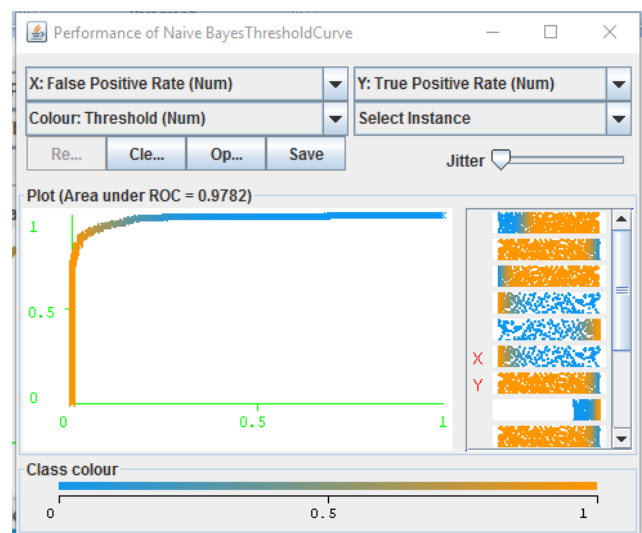 Performance of Naive BayesThresholdCurve
X: False Positive Rate (Num)
Y: True Positive Rate (Num)
Colour: Threshold (Num)
Select Instance
Re...
Cle...
Op...
Save
Jitter
Plot (Area under ROC = 0.9782)
1
0.5
0
0
0.5
1
X
Y
Class colour
0
0.5
1